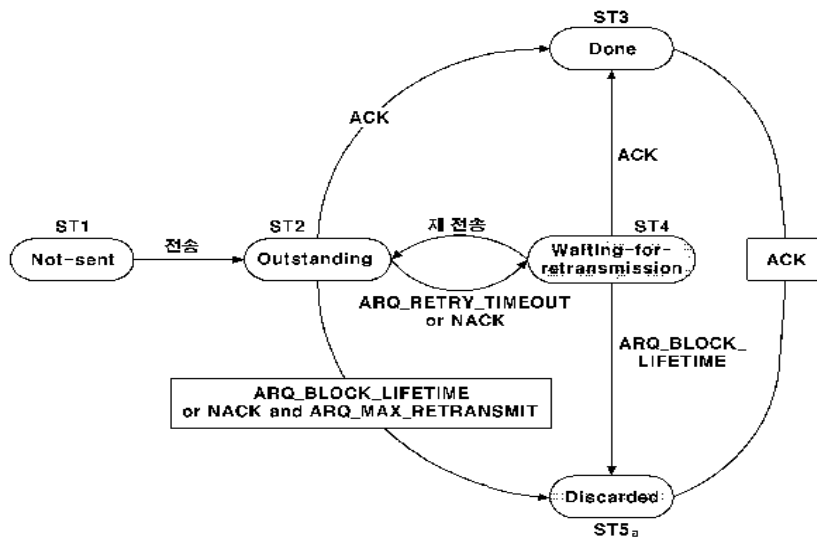 ST3
Done
ACK
ACK
ST1
전송
ST2
재 전송
ST4
Not-sent
Outstanding
Waiting-for-
retransmission
ACK
ARQ_RETRY_TIMEOUT
or NACK
ARQ_BLOCK_
LIFETIME
ARQ_BLOCK_LIFETIME
or NACK and ARQ_MAX_RETRANSMIT
Discarded
ST5a